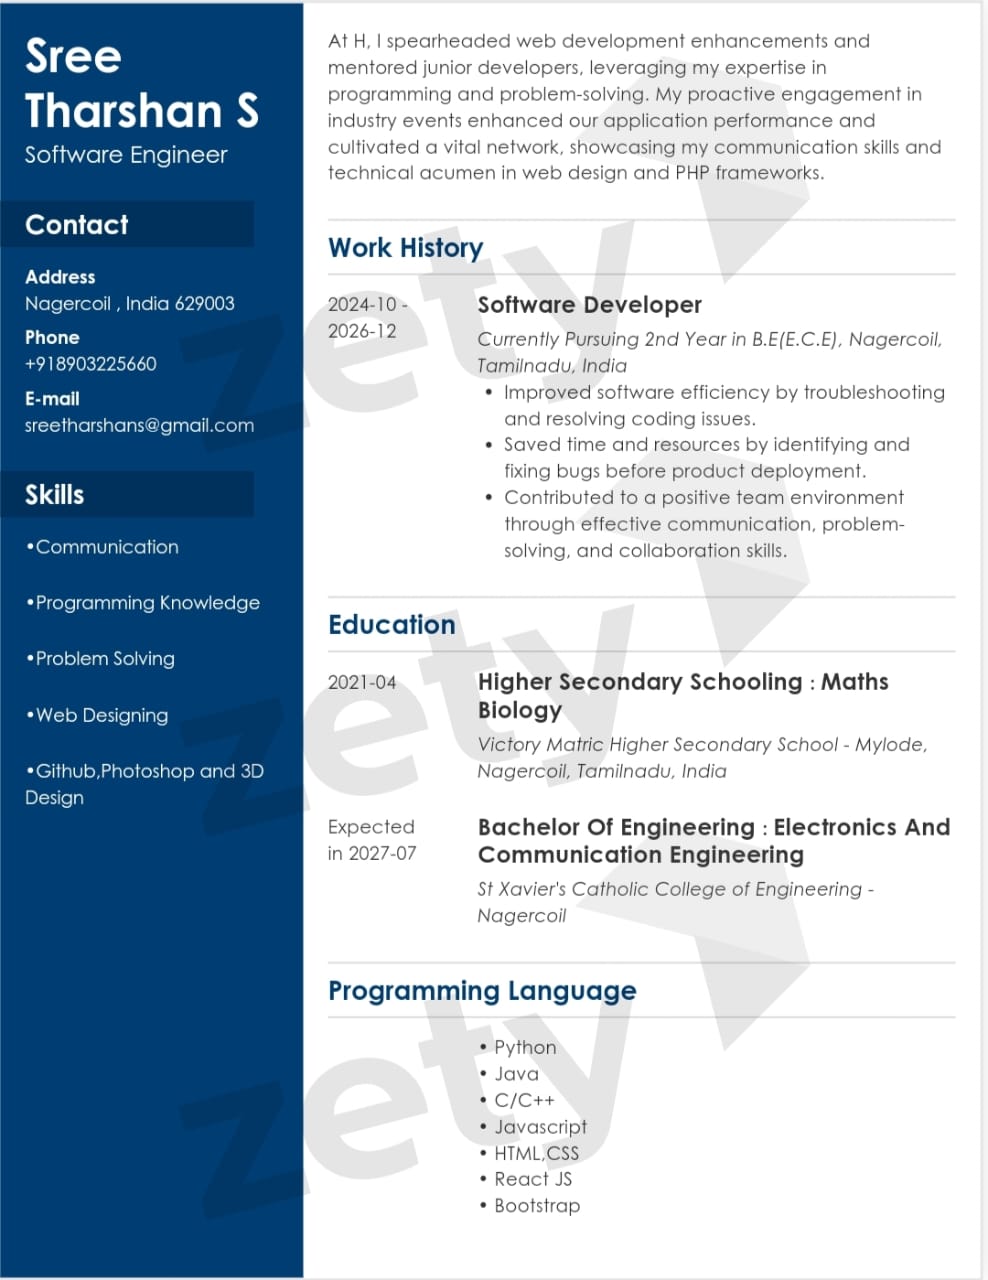 Sree
Tharshan S
Software Engineer
Contact
Address
Nagercoil , India 629003
Phone
+918903225660
E-mail
sreetharshans@gmail.com
Skills
•Communication
•Programming Knowledge
•Problem Solving
•Web Designing
•Github,Photoshop and 3D
Design
At H, I spearheaded web development enhancements and
mentored junior developers, leveraging my expertise in
programming and problem-solving. My proactive engagement in
industry events enhanced our application performance and
cultivated a vital network, showcasing my communication skills and
technical acumen in web design and PHP frameworks.
Work History
2024-10 -
2026-12
Software Developer
Currently Pursuing 2nd Year in B.E(E.C.E), Nagercoil,
Tamilnadu, India
• Improved software efficiency by troubleshooting
and resolving coding issues.
• Saved time and resources by identifying and
fixing bugs before product deployment.
• Contributed to a positive team environment
through effective communication, problem-
solving, and collaboration skills.
Education
2021-04
Higher Secondary Schooling : Maths
Biology
Victory Matric Higher Secondary School - Mylode,
Nagercoil, Tamilnadu, India
Expected
in 2027-07
Bachelor Of Engineering : Electronics And
Communication Engineering
St Xavier's Catholic College of Engineering -
Nagercoil
Programming Language
• Python
• Java
• C/C++
• Javascript
• HTML,CSS
• React JS
• Bootstrap
zety
zety
zety